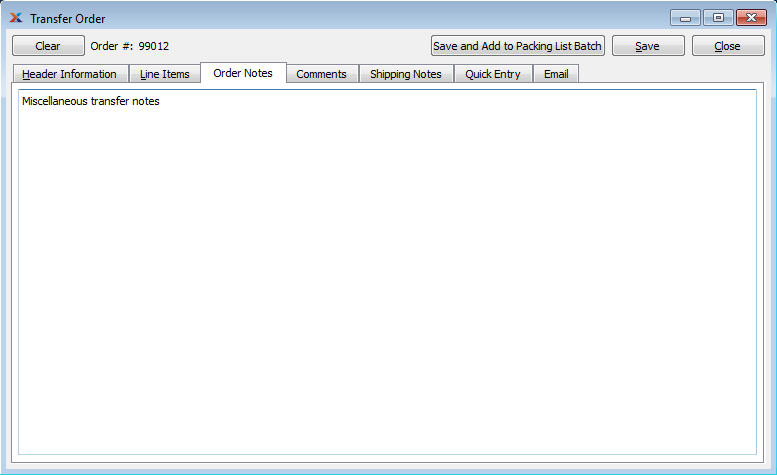 Transfer Order
Clear Order #: 99012 Save and Add to Packing List Batch Save Close
Header Information Line Items Order Notes Comments Shipping Notes Quick Entry Email
Miscellaneous transfer notes